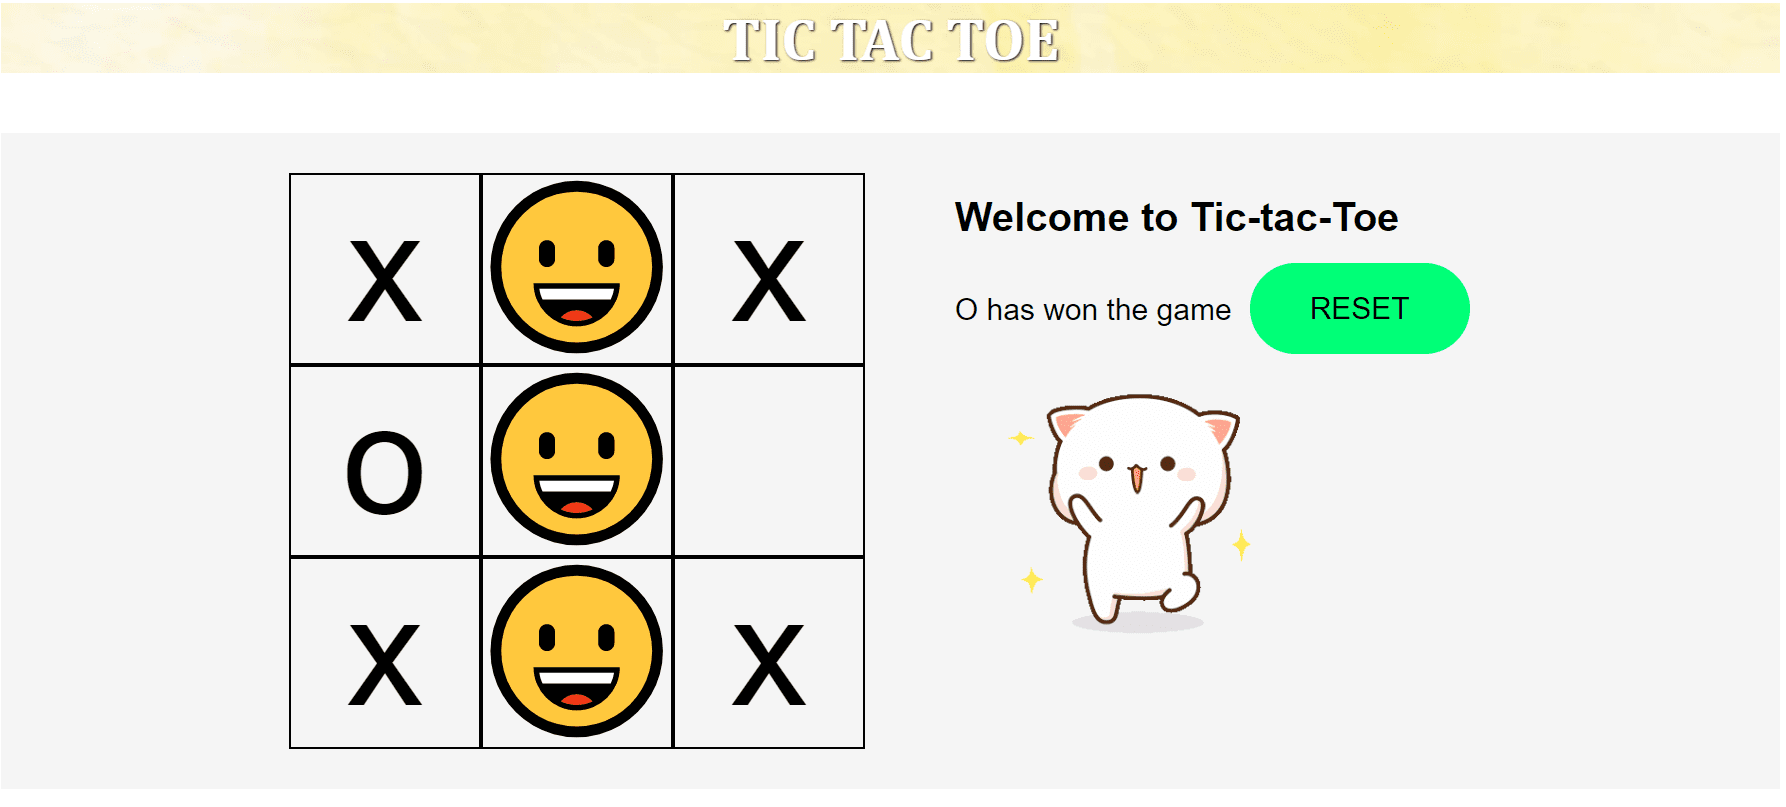 TIC TAC TOE
X X
O
X X
Welcome to Tic-tac-Toe
O has won the game
RESET